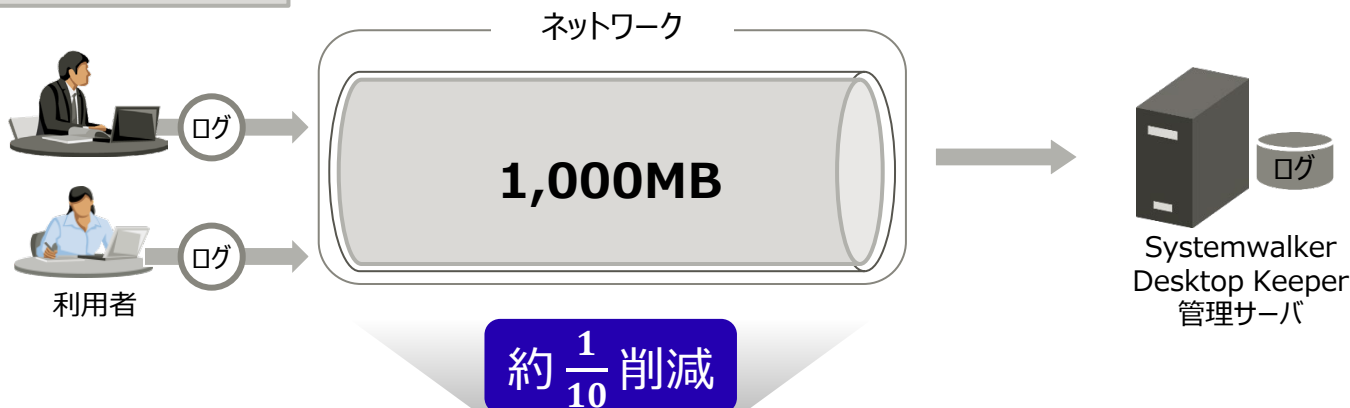 ネットワーク
ログ
1,000MB
ログ
ログ
利用者
Systemwalker
Desktop Keeper
管理サーバ
約 1/10 削減